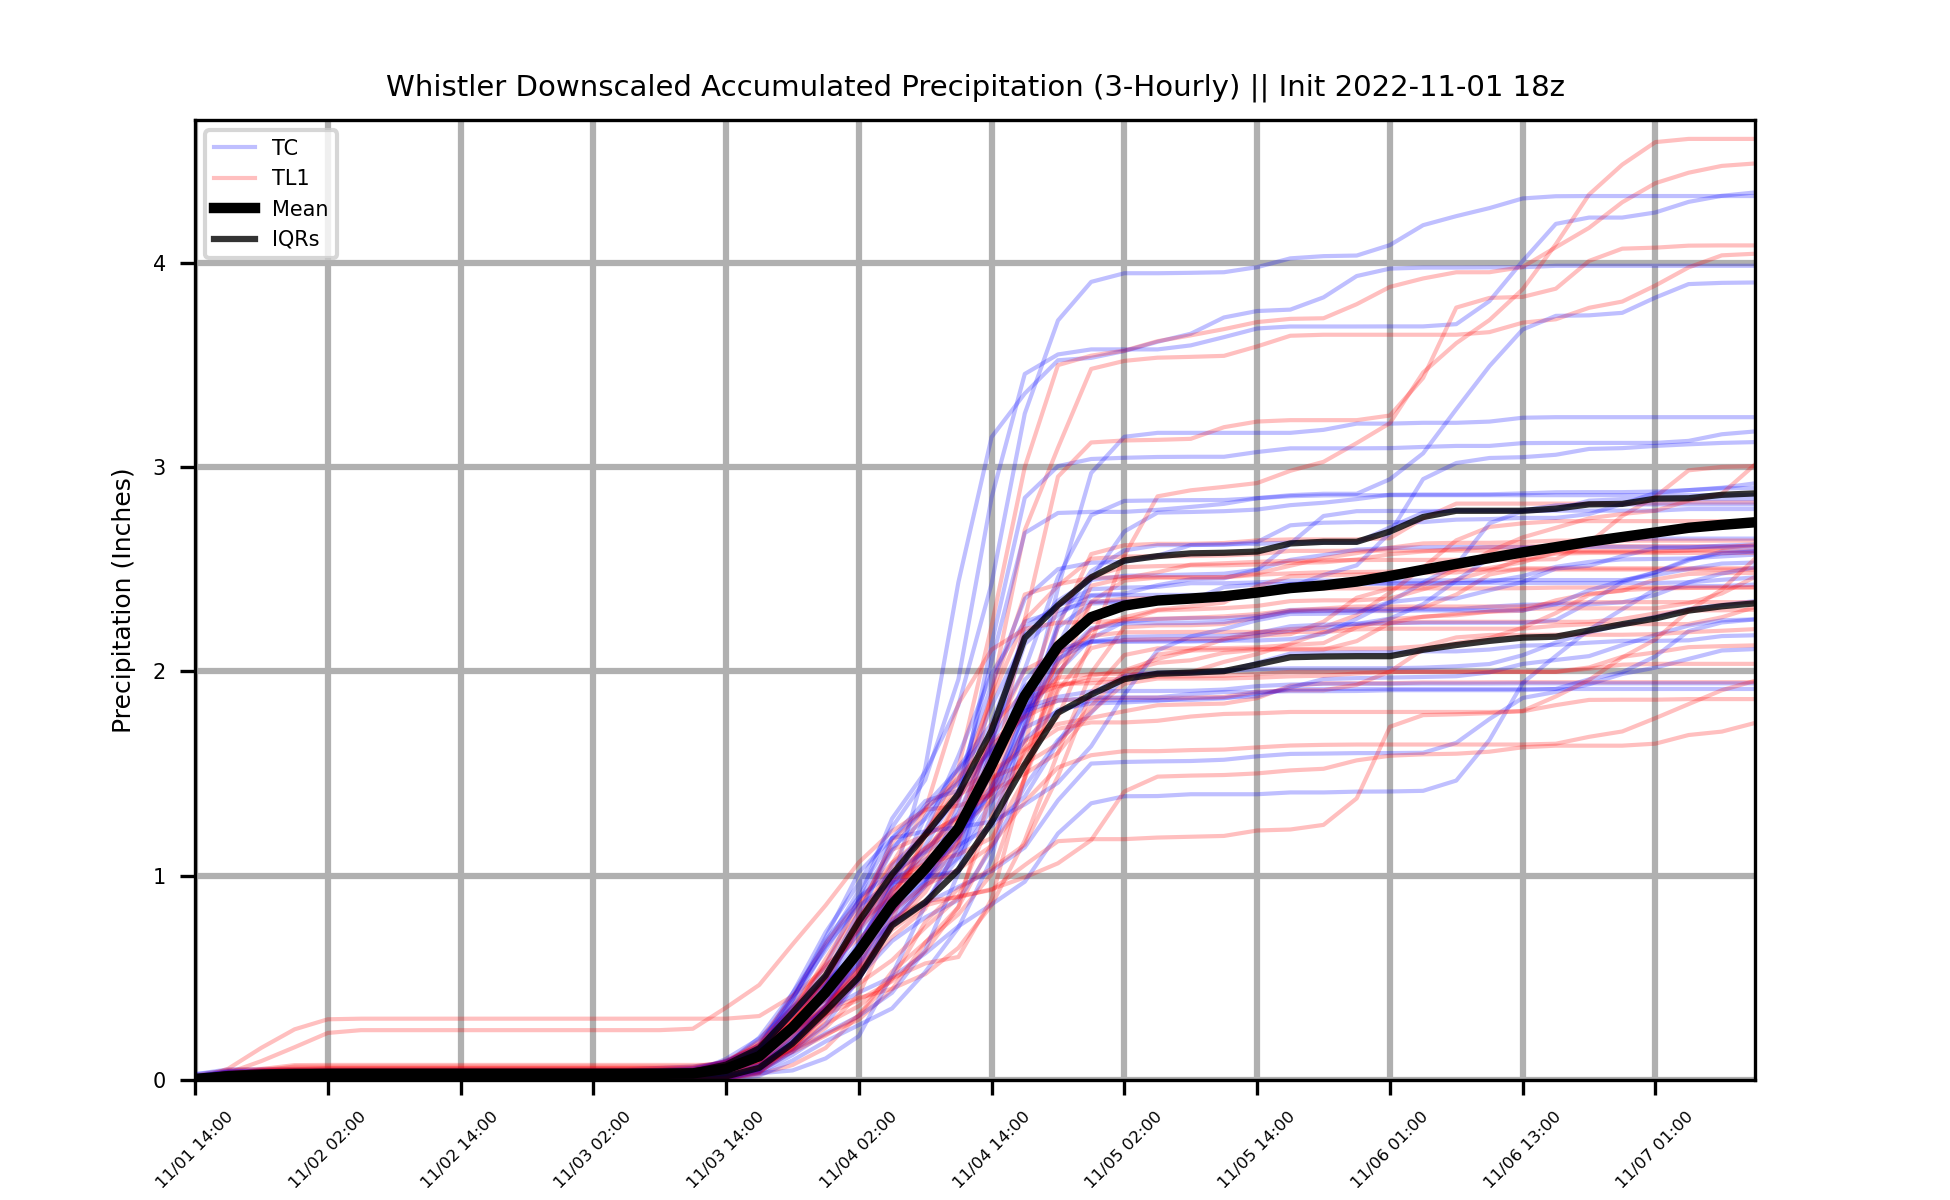 Whistler Downscaled Accumulated Precipitation (3-Hourly) || Init 2022-11-01 18z
TC
TL1
Mean
IQRs
Precipitation (Inches)
4
3
2
1
0
11/01 14:00
11/02 02:00
11/02 14:00
11/03 02:00
11/03 14:00
11/04 02:00
11/04 14:00
11/05 02:00
11/05 14:00
11/06 01:00
11/06 13:00
11/07 01:00